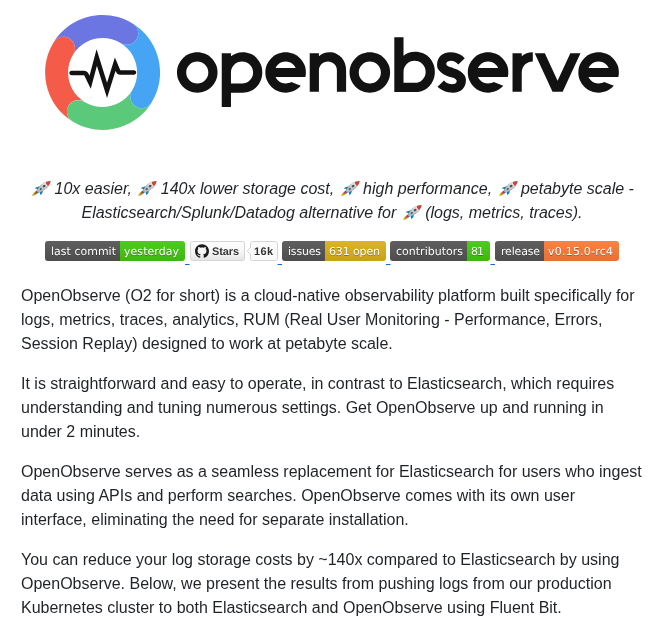 openobserve
🚀 10x easier, 🚀 140x lower storage cost, 🚀 high performance, 🚀 petabyte scale -
Elasticsearch/Splunk/Datadog alternative for 🚀 (logs, metrics, traces).
last commit yesterday Stars 16k issues 631 open contributors 81 release v0.15.0-rc4
OpenObserve (O2 for short) is a cloud-native observability platform built specifically for
logs, metrics, traces, analytics, RUM (Real User Monitoring - Performance, Errors,
Session Replay) designed to work at petabyte scale.
It is straightforward and easy to operate, in contrast to Elasticsearch, which requires
understanding and tuning numerous settings. Get OpenObserve up and running in
under 2 minutes.
OpenObserve serves as a seamless replacement for Elasticsearch for users who ingest
data using APIs and perform searches. OpenObserve comes with its own user
interface, eliminating the need for separate installation.
You can reduce your log storage costs by ~140x compared to Elasticsearch by using
OpenObserve. Below, we present the results from pushing logs from our production
Kubernetes cluster to both Elasticsearch and OpenObserve using Fluent Bit.